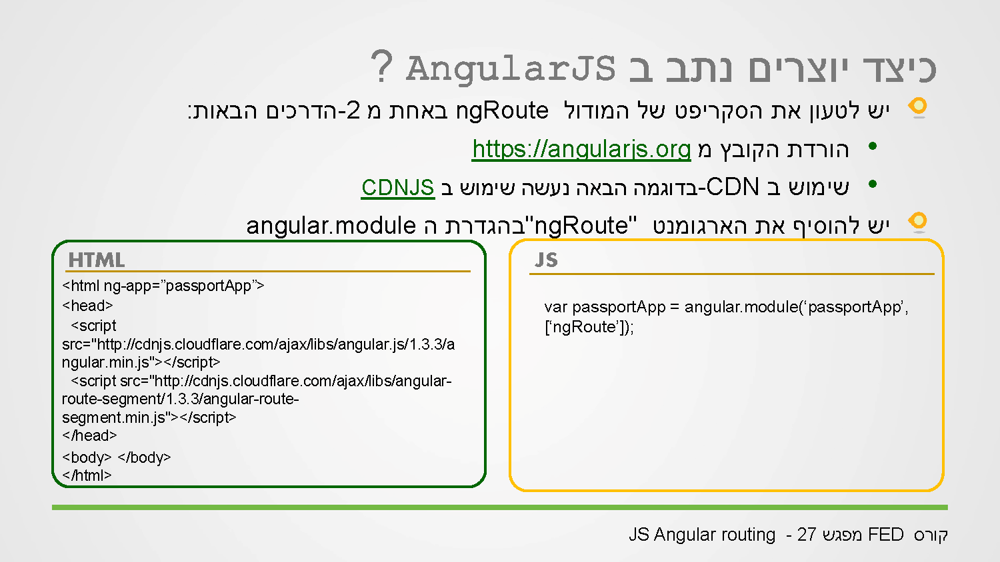 כיצד יוצרים נתב ב AngularJS ?
יש לטעון את הסקריפט של המודול ngRoute באחת מ 2-הדרכים הבאות:
• הורדת הקובץ מ https://angularjs.org
• שימוש ב CDN-בדוגמה הבאה נעשה שימוש ב CDNJS
יש להוסיף את הארגומנט "ngRoute"בהגדרת ה angular.module
HTML
<html ng-app=”passportApp”>
<head>
<script
src="http://cdnjs.cloudflare.com/ajax/libs/angular.js/1.3.3/a
ngular.min.js"></script>
<script src="http://cdnjs.cloudflare.com/ajax/libs/angular-
route-segment/1.3.3/angular-route-
segment.min.js"></script>
</head>
<body> </body>
</html>
JS
var passportApp = angular.module(‘passportApp’,
[‘ngRoute’]);
קורס FED מפגש 27 - JS Angular routing